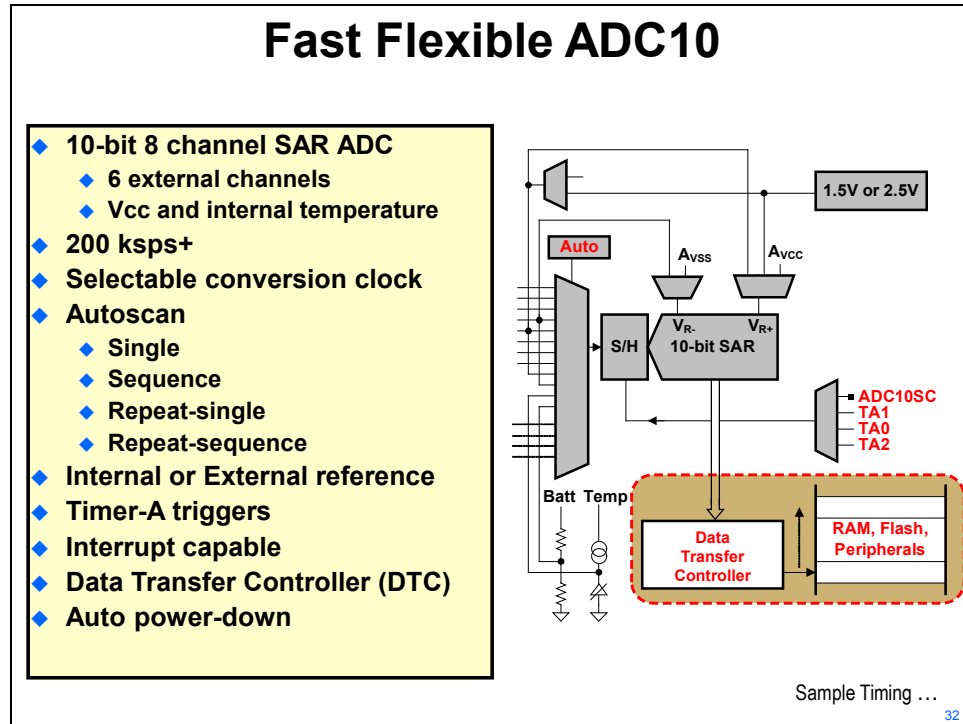 Fast Flexible ADC10
10-bit 8 channel SAR ADC
6 external channels
Vcc and internal temperature
200 ksps+
Selectable conversion clock
Autoscan
Single
Sequence
Repeat-single
Repeat-sequence
Internal or External reference
Timer-A triggers
Interrupt capable
Data Transfer Controller (DTC)
Auto power-down
1.5V or 2.5V
Auto
AVSS
AVCC
VR-
VR+
S/H
10-bit SAR
ADC10SC
TA1
TA0
TA2
Batt
Temp
Data
Transfer
Controller
RAM, Flash,
Peripherals
Sample Timing …
32